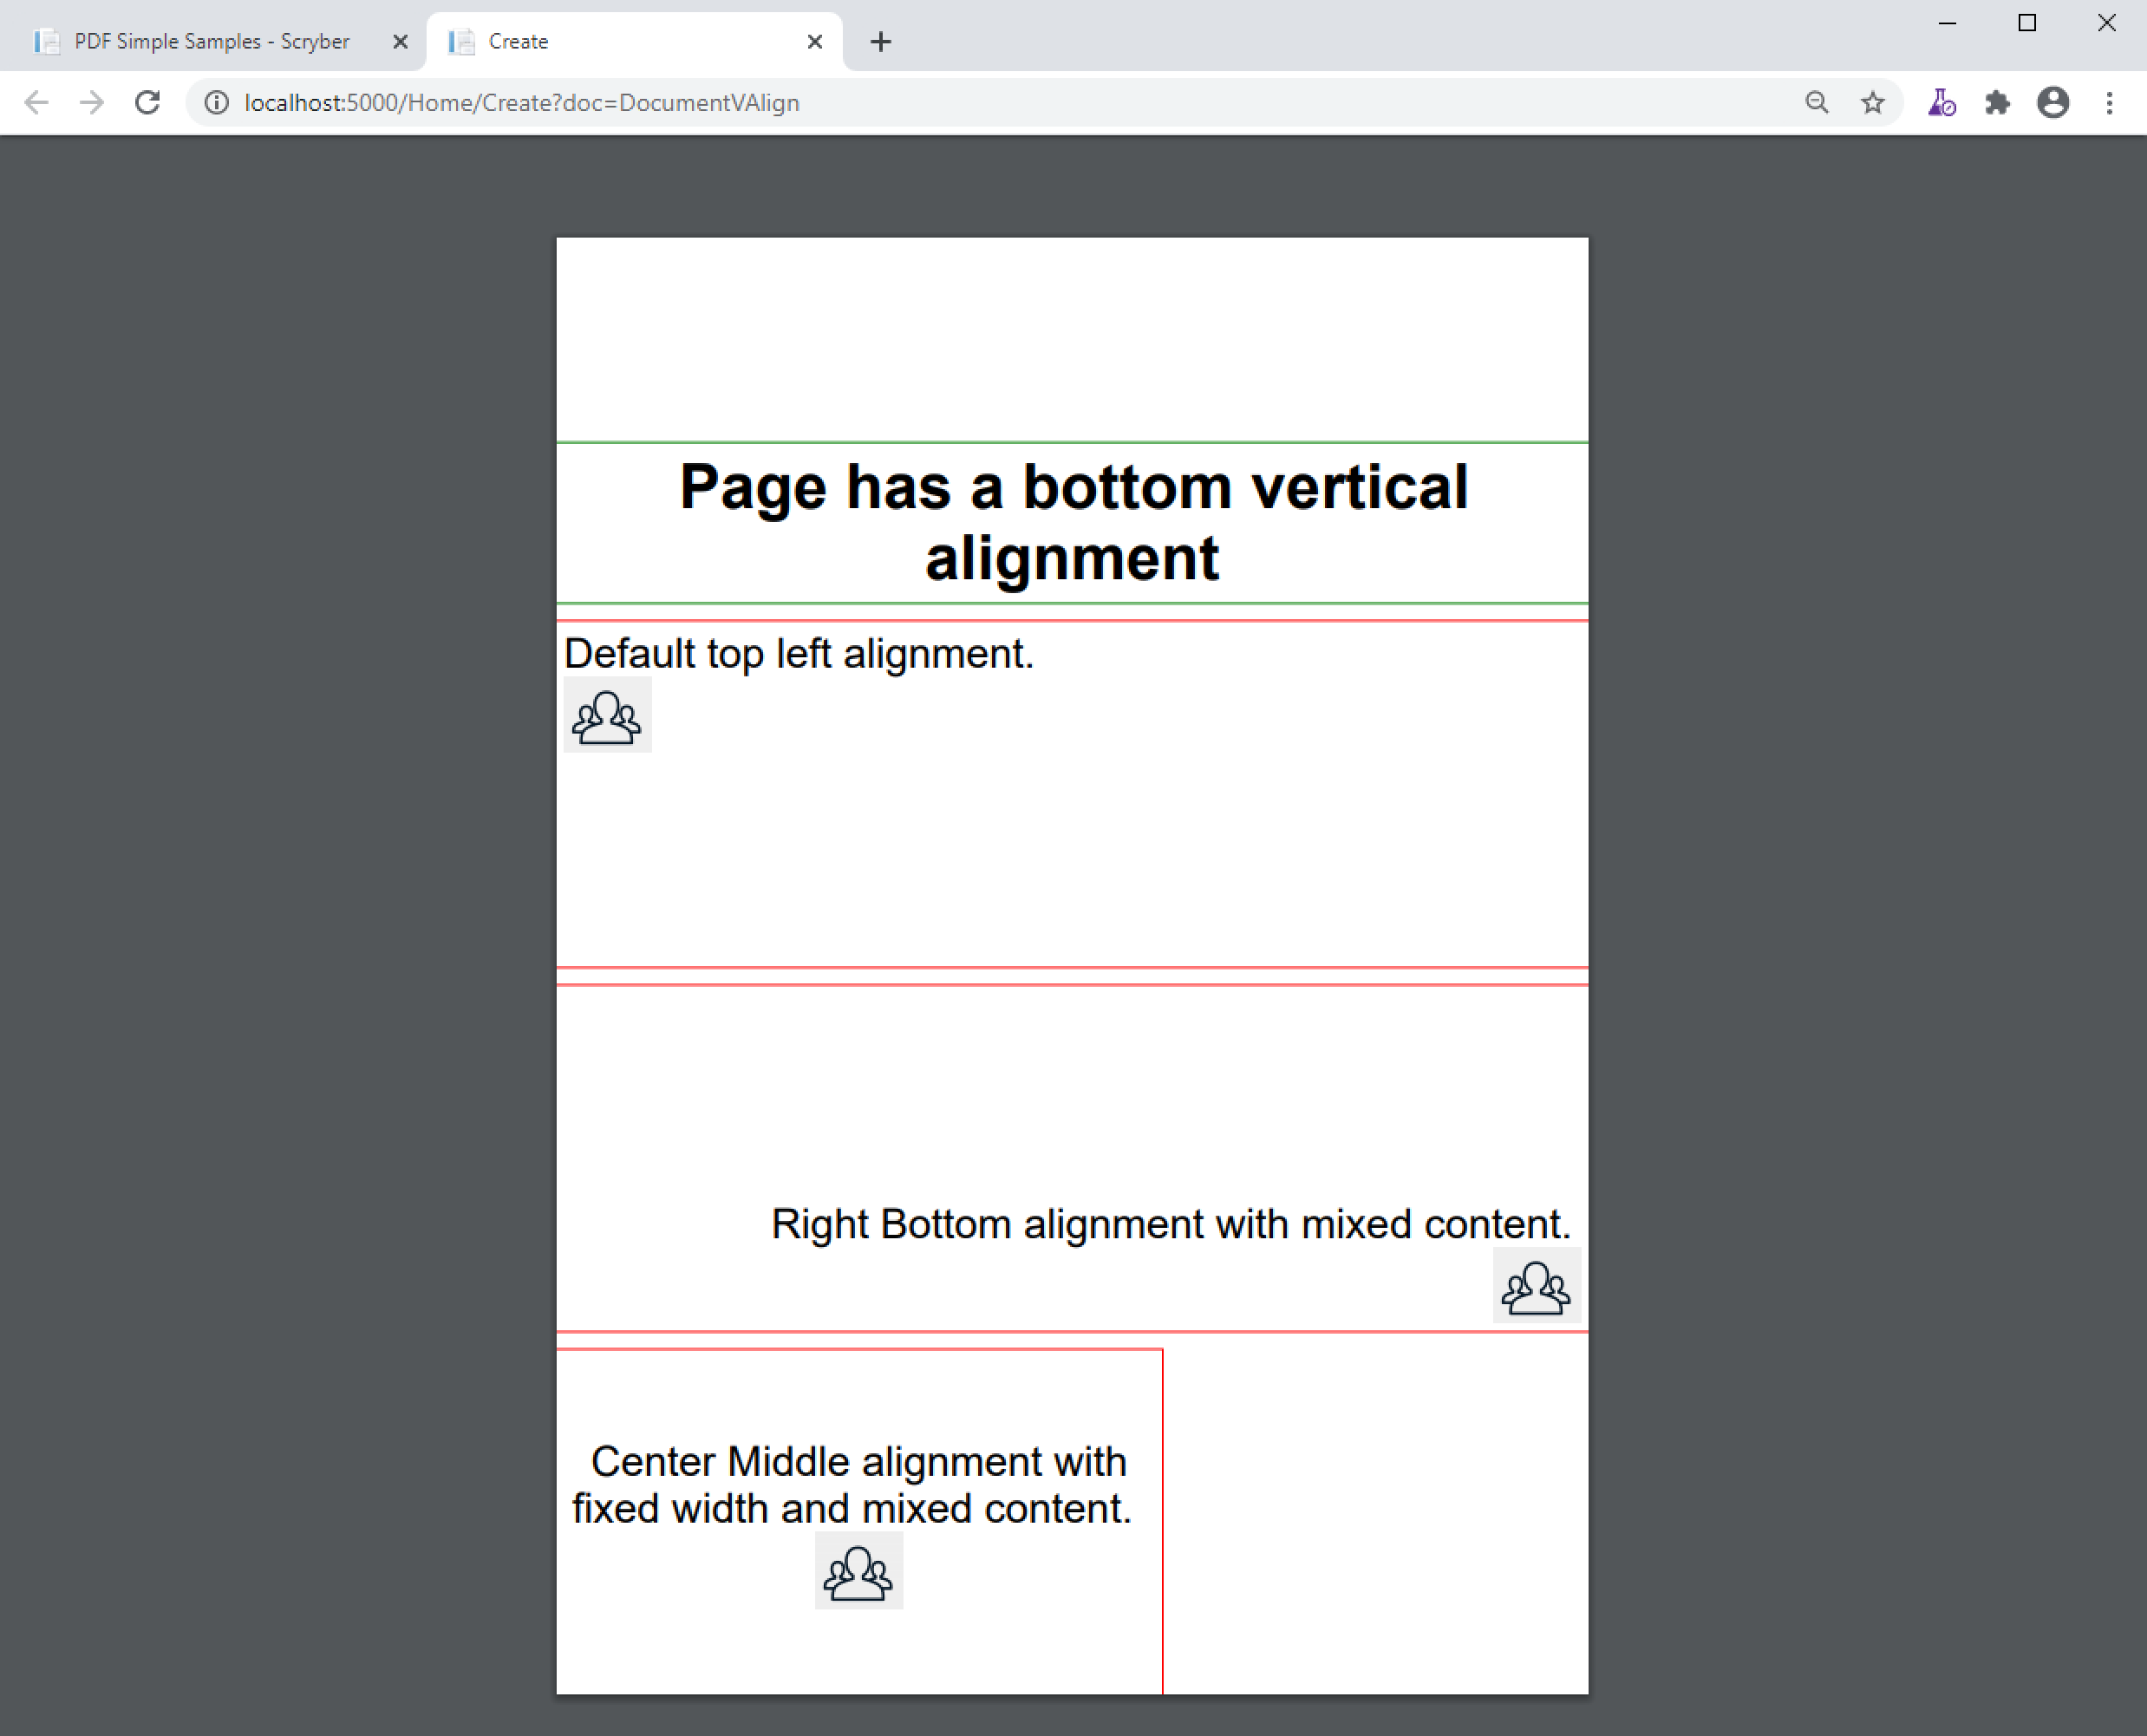 PDF Simple Samples - Scryber
Create
localhost:5000/Home/Create?doc=DocumentVAlign
Page has a bottom vertical
alignment
Default top left alignment.
Right Bottom alignment with mixed content.
Center Middle alignment with
fixed width and mixed content.